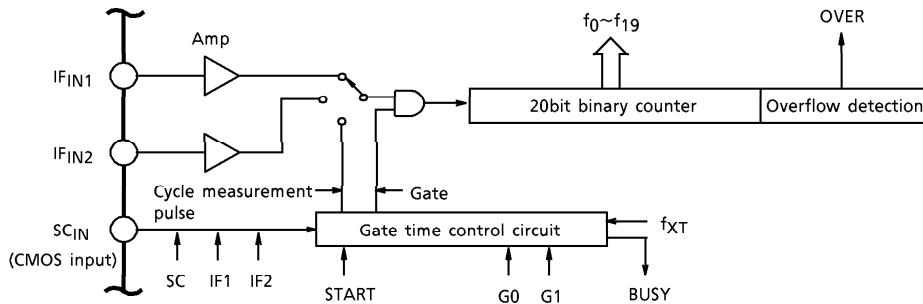 f0~f19
OVER
Amp
IFIN1
20bit binary counter
Overflow detection
IFIN2
Cycle measurement
pulse
Gate
SCIN
(CMOS input)
Gate time control circuit
fXT
SC
IF1
IF2
START
G0
G1
BUSY